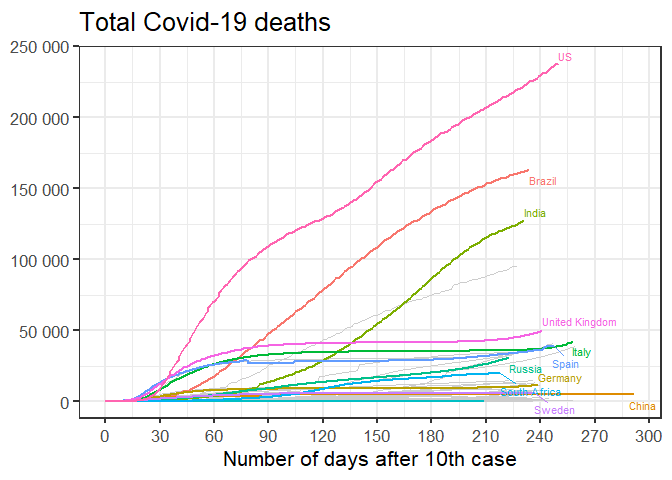 Total Covid-19 deaths
250 000
200 000
150 000
100 000
50 000
0
US
Brazil
India
United Kingdom
Italy
Spain
Russia
Germany
South Africa
China
Sweden
0 30 60 90 120 150 180 210 240 270 300
Number of days after 10th case